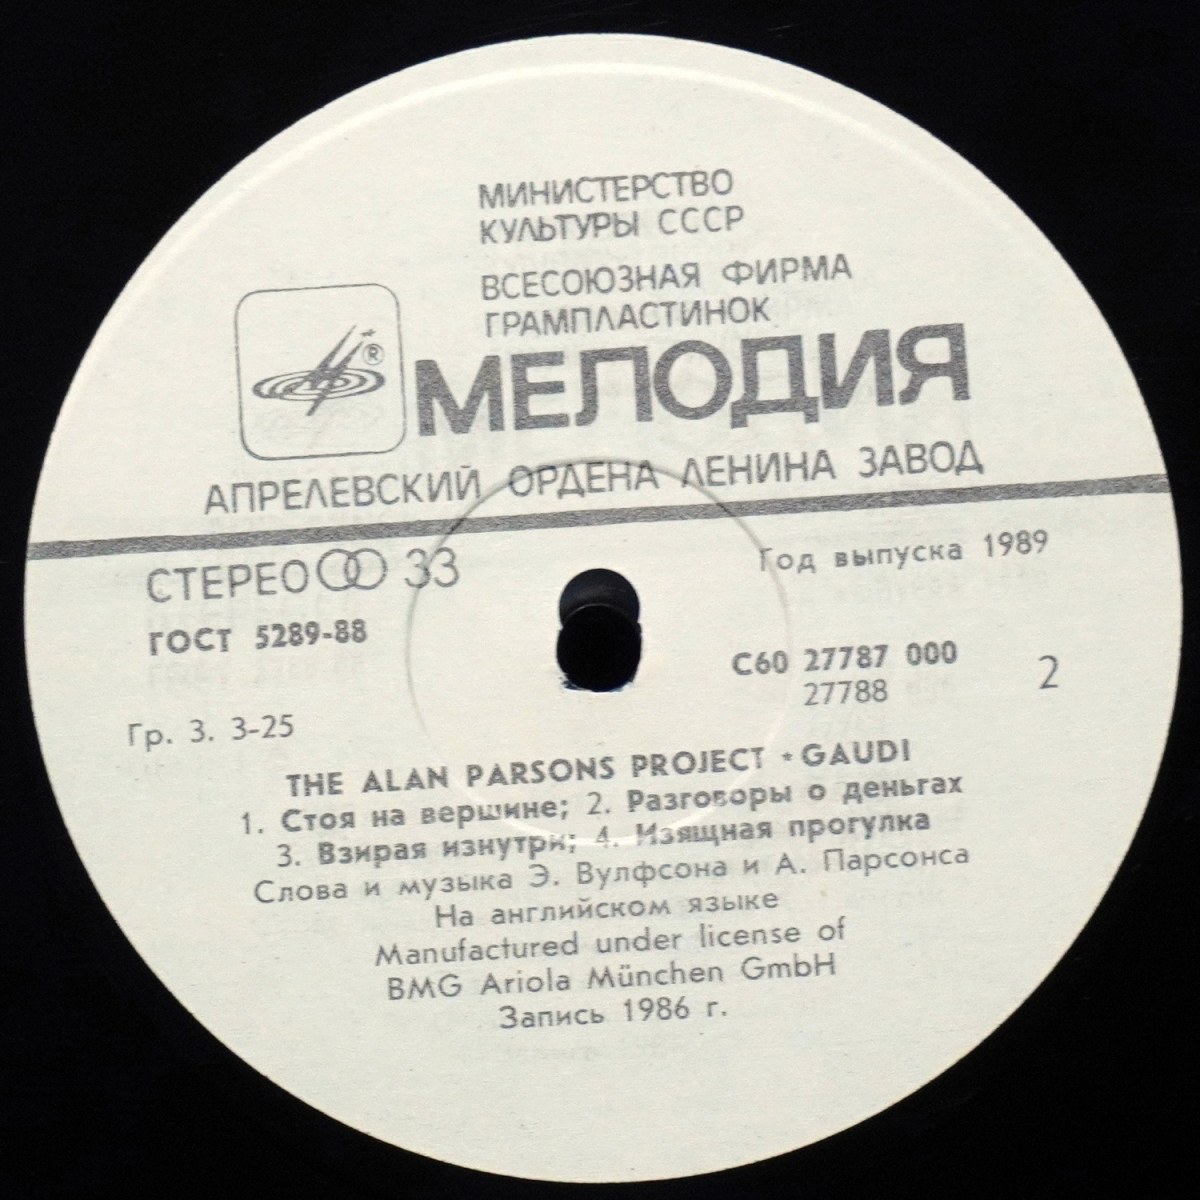 МИНИСТЕРСТВО
КУЛЬТУРЫ СССР
ВСЕСОЮЗНАЯ ФИРМА
ГРАМПЛАСТИНОК
®
МЕЛОДИЯ
АПРЕЛЕВСКИЙ ОРДЕНА ЛЕНИНА ЗАВОД
СТЕРЕО 33
Год выпуска 1989
ГОСТ 5289-88
С60 27787 000
27788
2
Гр. 3. 3-25
THE ALAN PARSONS PROJECT • GAUDI
1. Стоя на вершине; 2. Разговоры о деньгах
3. Взирая изнутри; 4. Изящная прогулка
Слова и музыка Э. Вулфсона и А. Парсонса
На английском языке
Manufactured under license of
BMG Ariola München GmbH
Запись 1986 г.